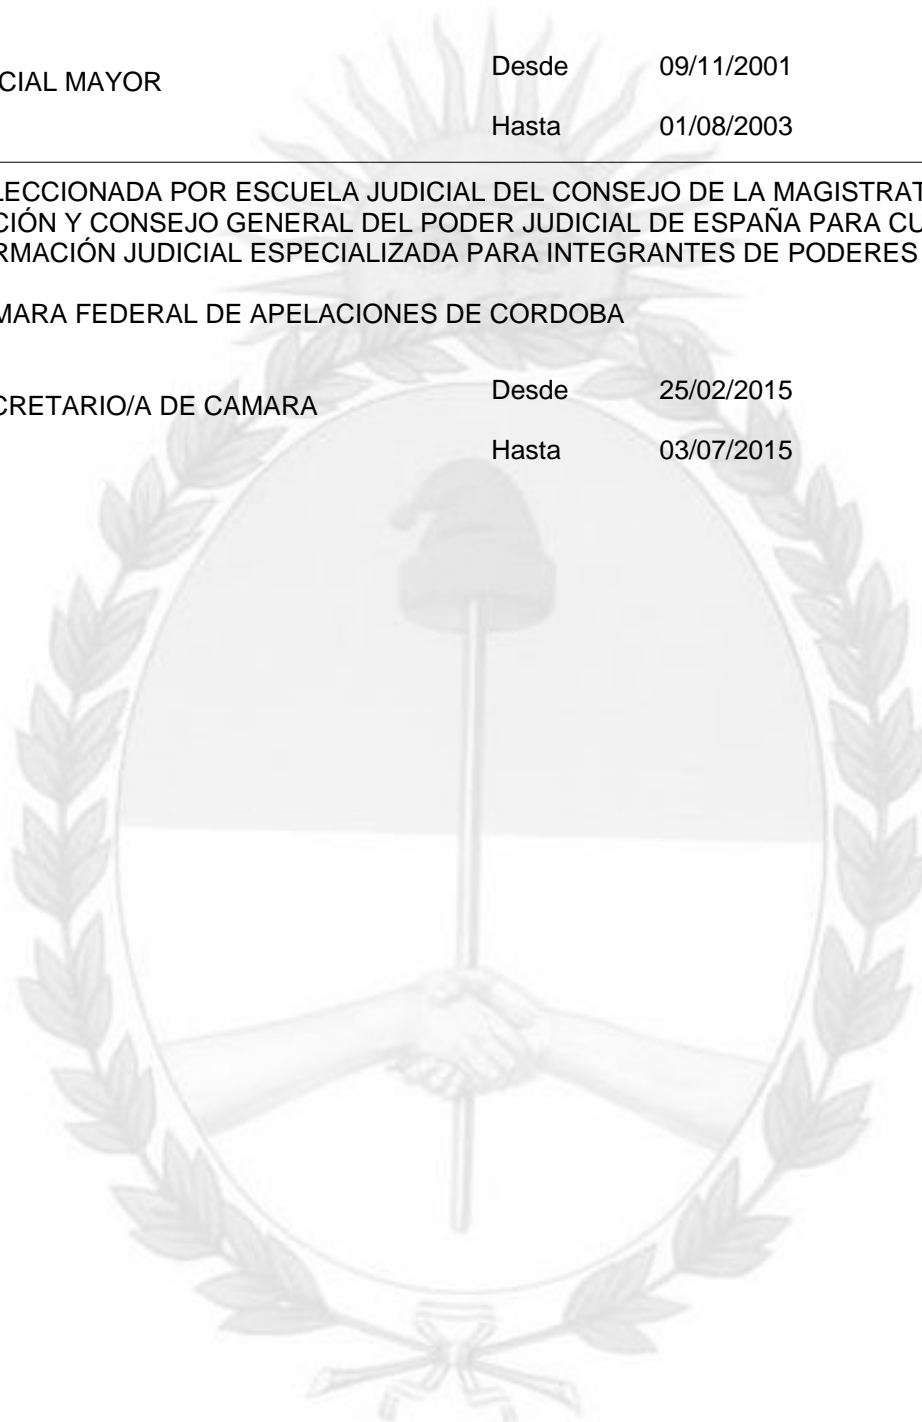 Desde 09/11/2001
CIAL MAYOR
Hasta 01/08/2003
LECCIONADA POR ESCUELA JUDICIAL DEL CONSEJO DE LA MAGISTRAT
CIÓN Y CONSEJO GENERAL DEL PODER JUDICIAL DE ESPAÑA PARA CU
RMACIÓN JUDICIAL ESPECIALIZADA PARA INTEGRANTES DE PODERES
MARA FEDERAL DE APELACIONES DE CORDOBA
Desde 25/02/2015
CRETARIO/A DE CAMARA
Hasta 03/07/2015